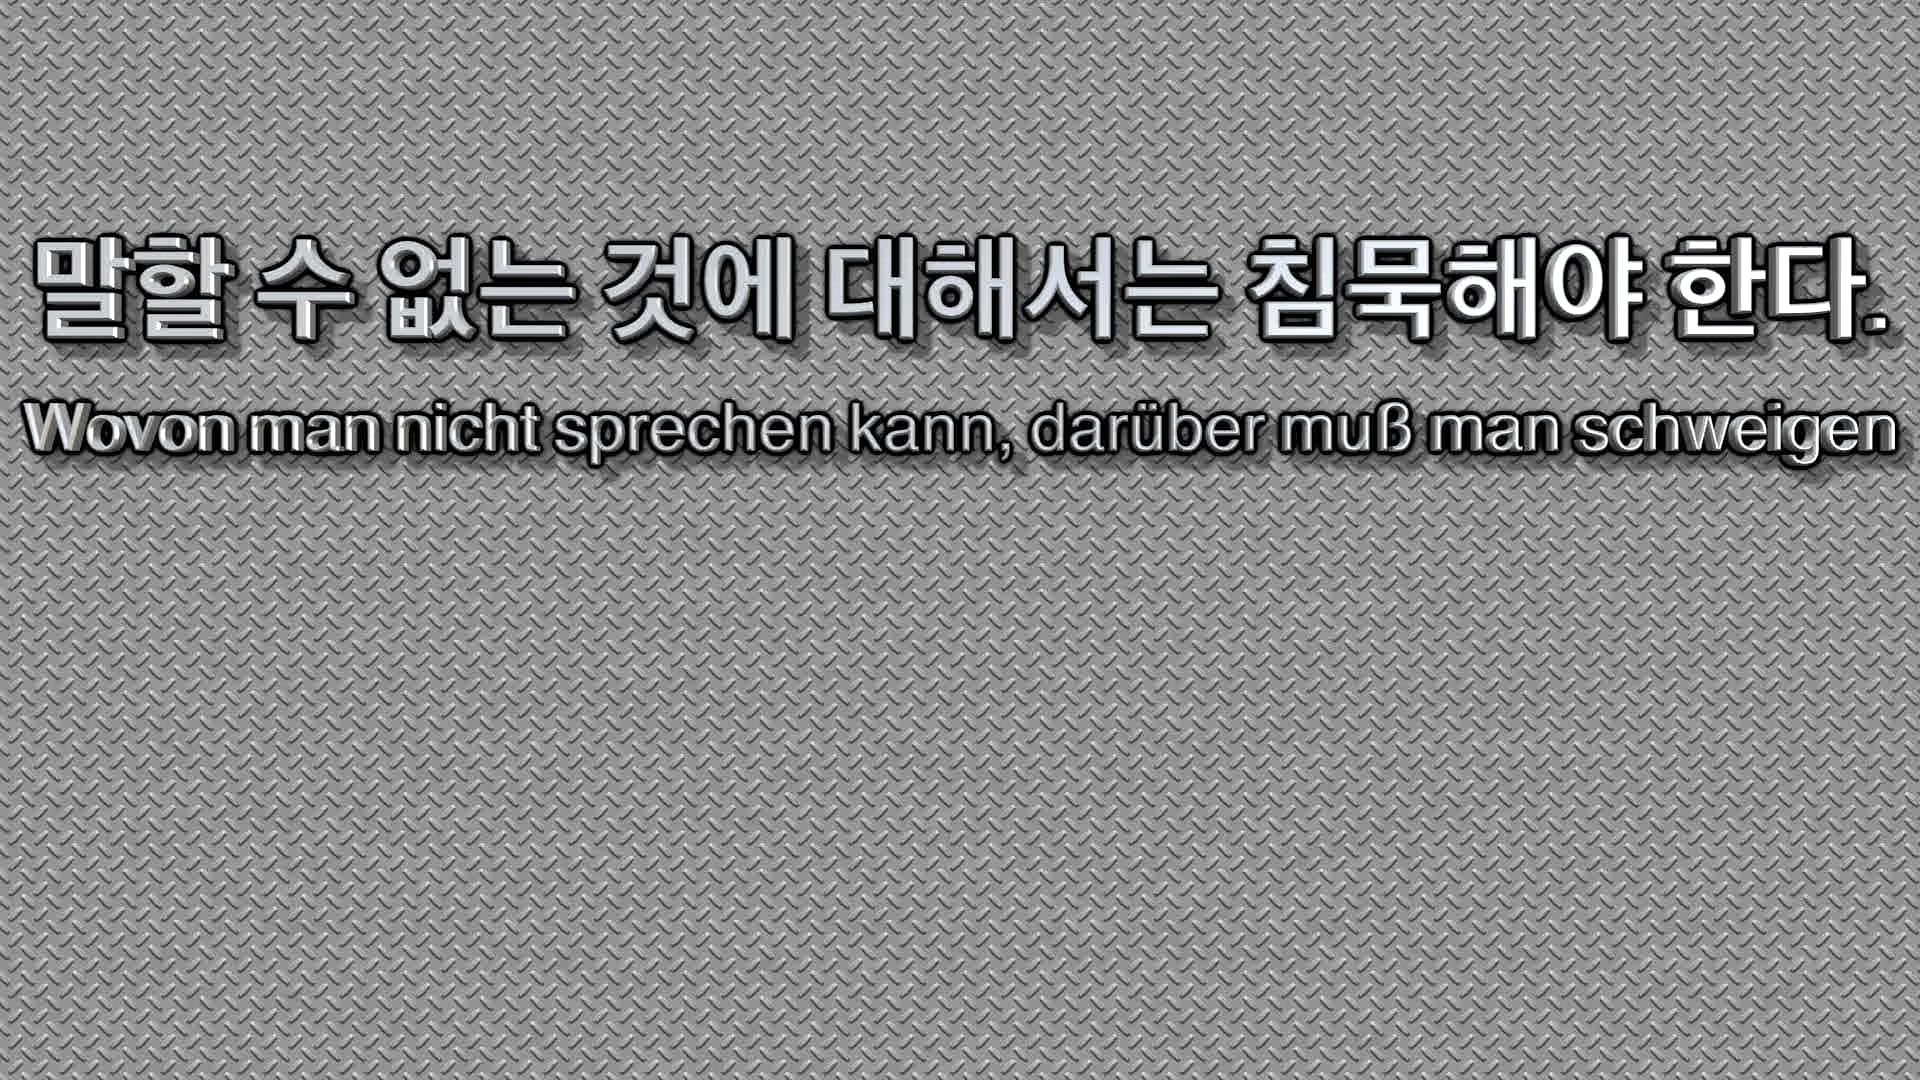 말할 수 없는 것에 대해서는 침묵해야 한다.
Wovon man nicht sprechen kann, darüber muß man schweigen